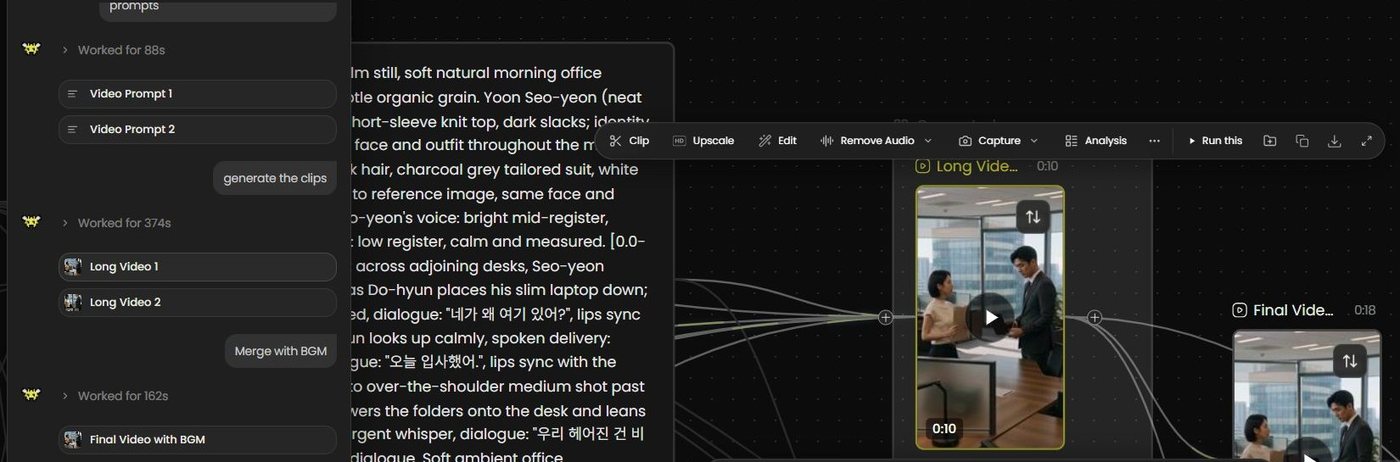 prompts
Worked for 88s
Video Prompt 1
Video Prompt 2
generate the clips
Worked for 374s
Long Video 1
Long Video 2
Merge with BGM
Worked for 162s
Final Video with BGM
lm still, soft natural morning office
tle organic grain. Yoon Seo-yeon (neat
hort-sleeve knit top, dark slacks; identity
face and outfit throughout the m
k hair, charcoal grey tailored suit, white
to reference image, same face and
o-yeon's voice: bright mid-register,
: low register, calm and measured. [0.0-
across adjoining desks, Seo-yeon
as Do-hyun places his slim laptop down;
ed, dialogue: "네가 왜 여기 있어?", lips sync
un looks up calmly, spoken delivery:
gue: "오늘 입사했어.", lips sync with the
to over-the-shoulder medium shot past
wers the folders onto the desk and leans
rgent whisper, dialogue: "우리 헤어진 건 비
dialogue. Soft ambient office
Clip
HD Upscale
Edit
Remove Audio
Capture
Analysis
Run this
Long Vide... 0:10
0:10
Final Vide... 0:18